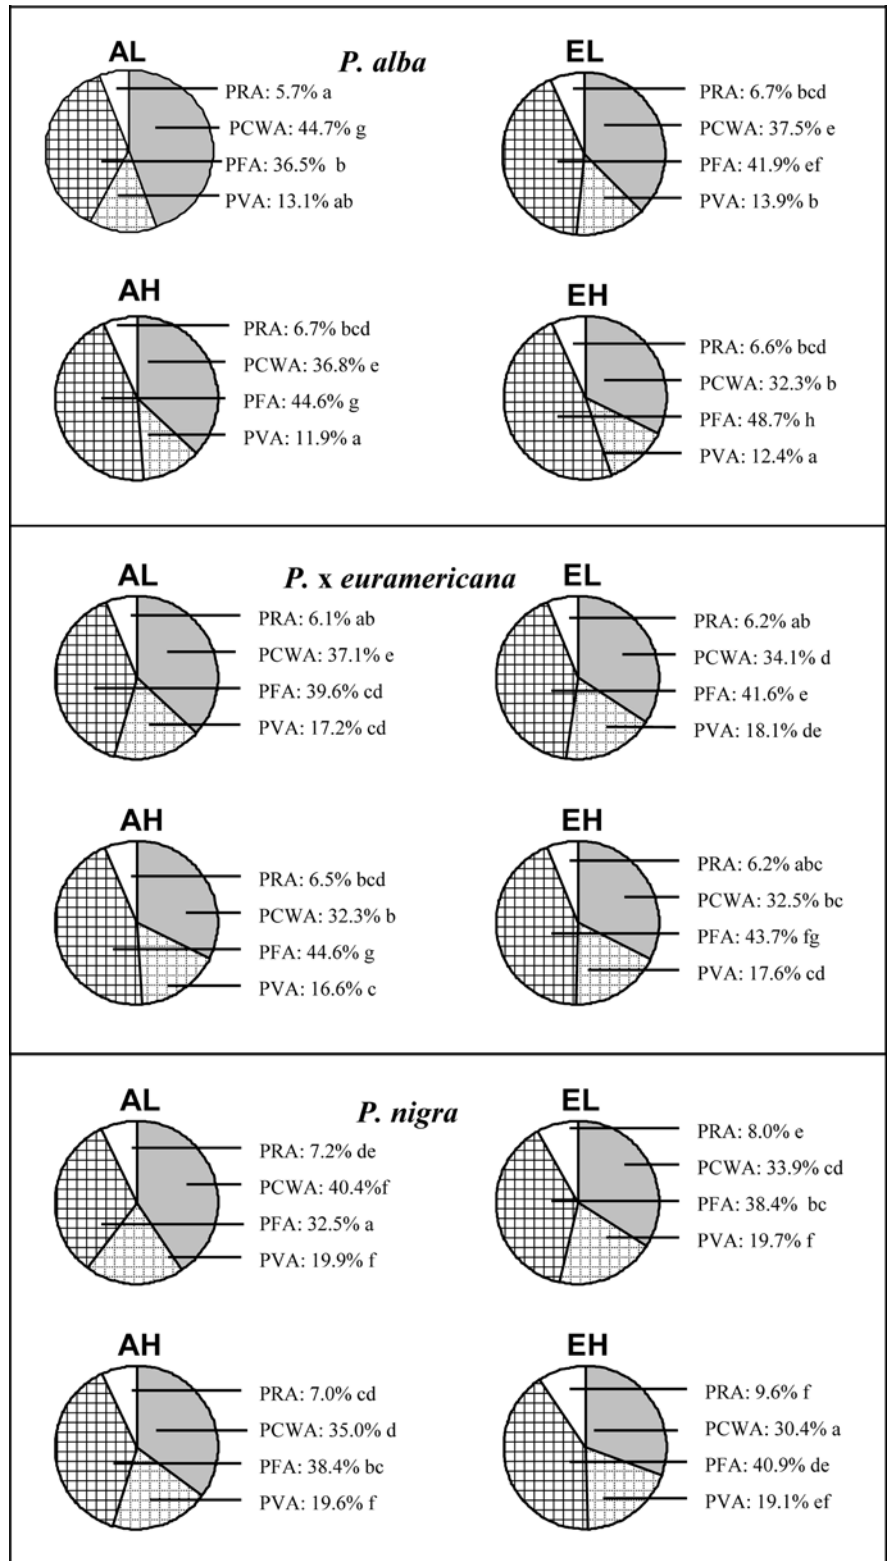 P. alba
AL
PRA: 5.7% a
PCWA: 44.7% g
PFA: 36.5% b
PVA: 13.1% ab
EL
PRA: 6.7% bcd
PCWA: 37.5% e
PFA: 41.9% ef
PVA: 13.9% b
AH
PRA: 6.7% bcd
PCWA: 36.8% e
PFA: 44.6% g
PVA: 11.9% a
EH
PRA: 6.6% bcd
PCWA: 32.3% b
PFA: 48.7% h
PVA: 12.4% a
P. x euramericana
AL
PRA: 6.1% ab
PCWA: 37.1% e
PFA: 39.6% cd
PVA: 17.2% cd
EL
PRA: 6.2% ab
PCWA: 34.1% d
PFA: 41.6% e
PVA: 18.1% de
AH
PRA: 6.5% bcd
PCWA: 32.3% b
PFA: 44.6% g
PVA: 16.6% c
EH
PRA: 6.2% abc
PCWA: 32.5% bc
PFA: 43.7% fg
PVA: 17.6% cd
P. nigra
AL
PRA: 7.2% de
PCWA: 40.4%f
PFA: 32.5% a
PVA: 19.9% f
EL
PRA: 8.0% e
PCWA: 33.9% cd
PFA: 38.4% bc
PVA: 19.7% f
AH
PRA: 7.0% cd
PCWA: 35.0% d
PFA: 38.4% bc
PVA: 19.6% f
EH
PRA: 9.6% f
PCWA: 30.4% a
PFA: 40.9% de
PVA: 19.1% ef